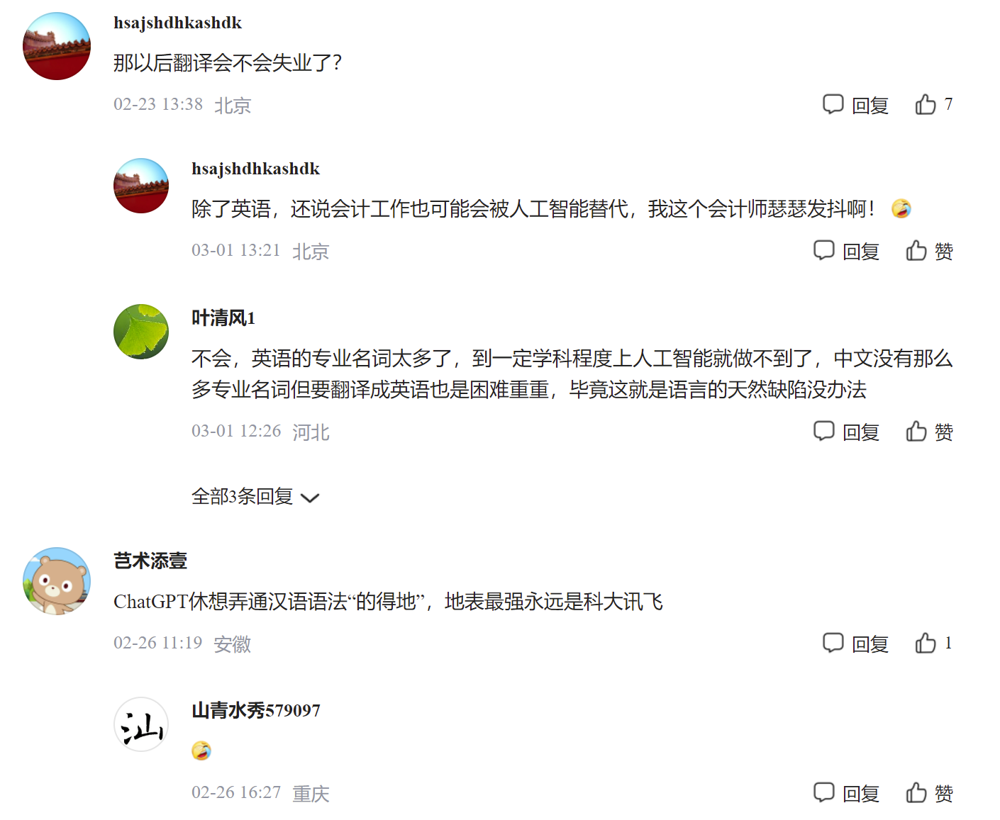 hsajshdhkashdk
那以后翻译会不会失业了?
02-23 13:38 北京 回复 7
hsajshdhkashdk
除了英语，还说会计工作也可能会被人工智能替代，我这个会计师瑟瑟发抖啊！🤣
03-01 13:21 北京 回复 赞
叶清风1
不会，英语的专业名词太多了，到一定学科程度上人工智能就做不到了，中文没有那么
多专业名词但要翻译成英语也是困难重重，毕竟这就是语言的天然缺陷没办法
03-01 12:26 河北 回复 赞
全部3条回复
芑术添壹
ChatGPT休想弄通汉语语法“的得地”，地表最强永远是科大讯飞
02-26 11:19 安徽 回复 1
汕
山青水秀579097
🤣
02-26 16:27 重庆 回复 赞